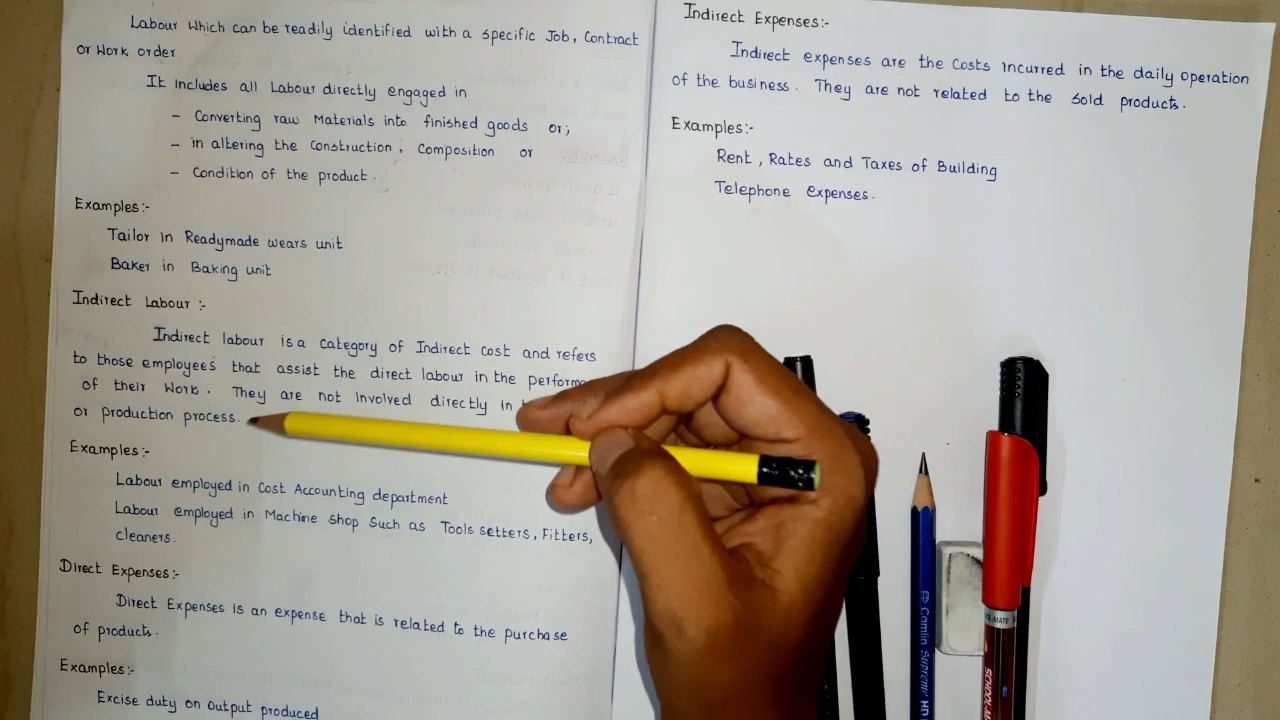 Labour which can be readily identified with a specific Job, Contract
or Work order
It includes all Labour directly engaged in
- Converting raw Materials into finished goods or;
- in altering the Construction, Composition or
- Condition of the product.
Examples:-
Tailor in Readymade wears unit
Baker in Baking unit
Indirect Labour :-
Indirect labour is a category of Indirect cost and refers
to those employees that assist the direct labour in the
of their Work. They are not involved directly in
or production process.
Examples:-
Labour employed in Cost Accounting department
Labour employed in Machine shop Such as Tools setters, Fitters,
cleaners.
Direct Expenses:-
Direct Expenses is an expense that is related to the purchase
of products.
Examples:-
Excise duty on output produced
Indirect Expenses:-
Indirect expenses are the Costs incurred in the daily operation
of the business. They are not related to the sold products.
Examples:-
Rent, Rates and Taxes of Building
Telephone expenses.
Camlin Supreme HD